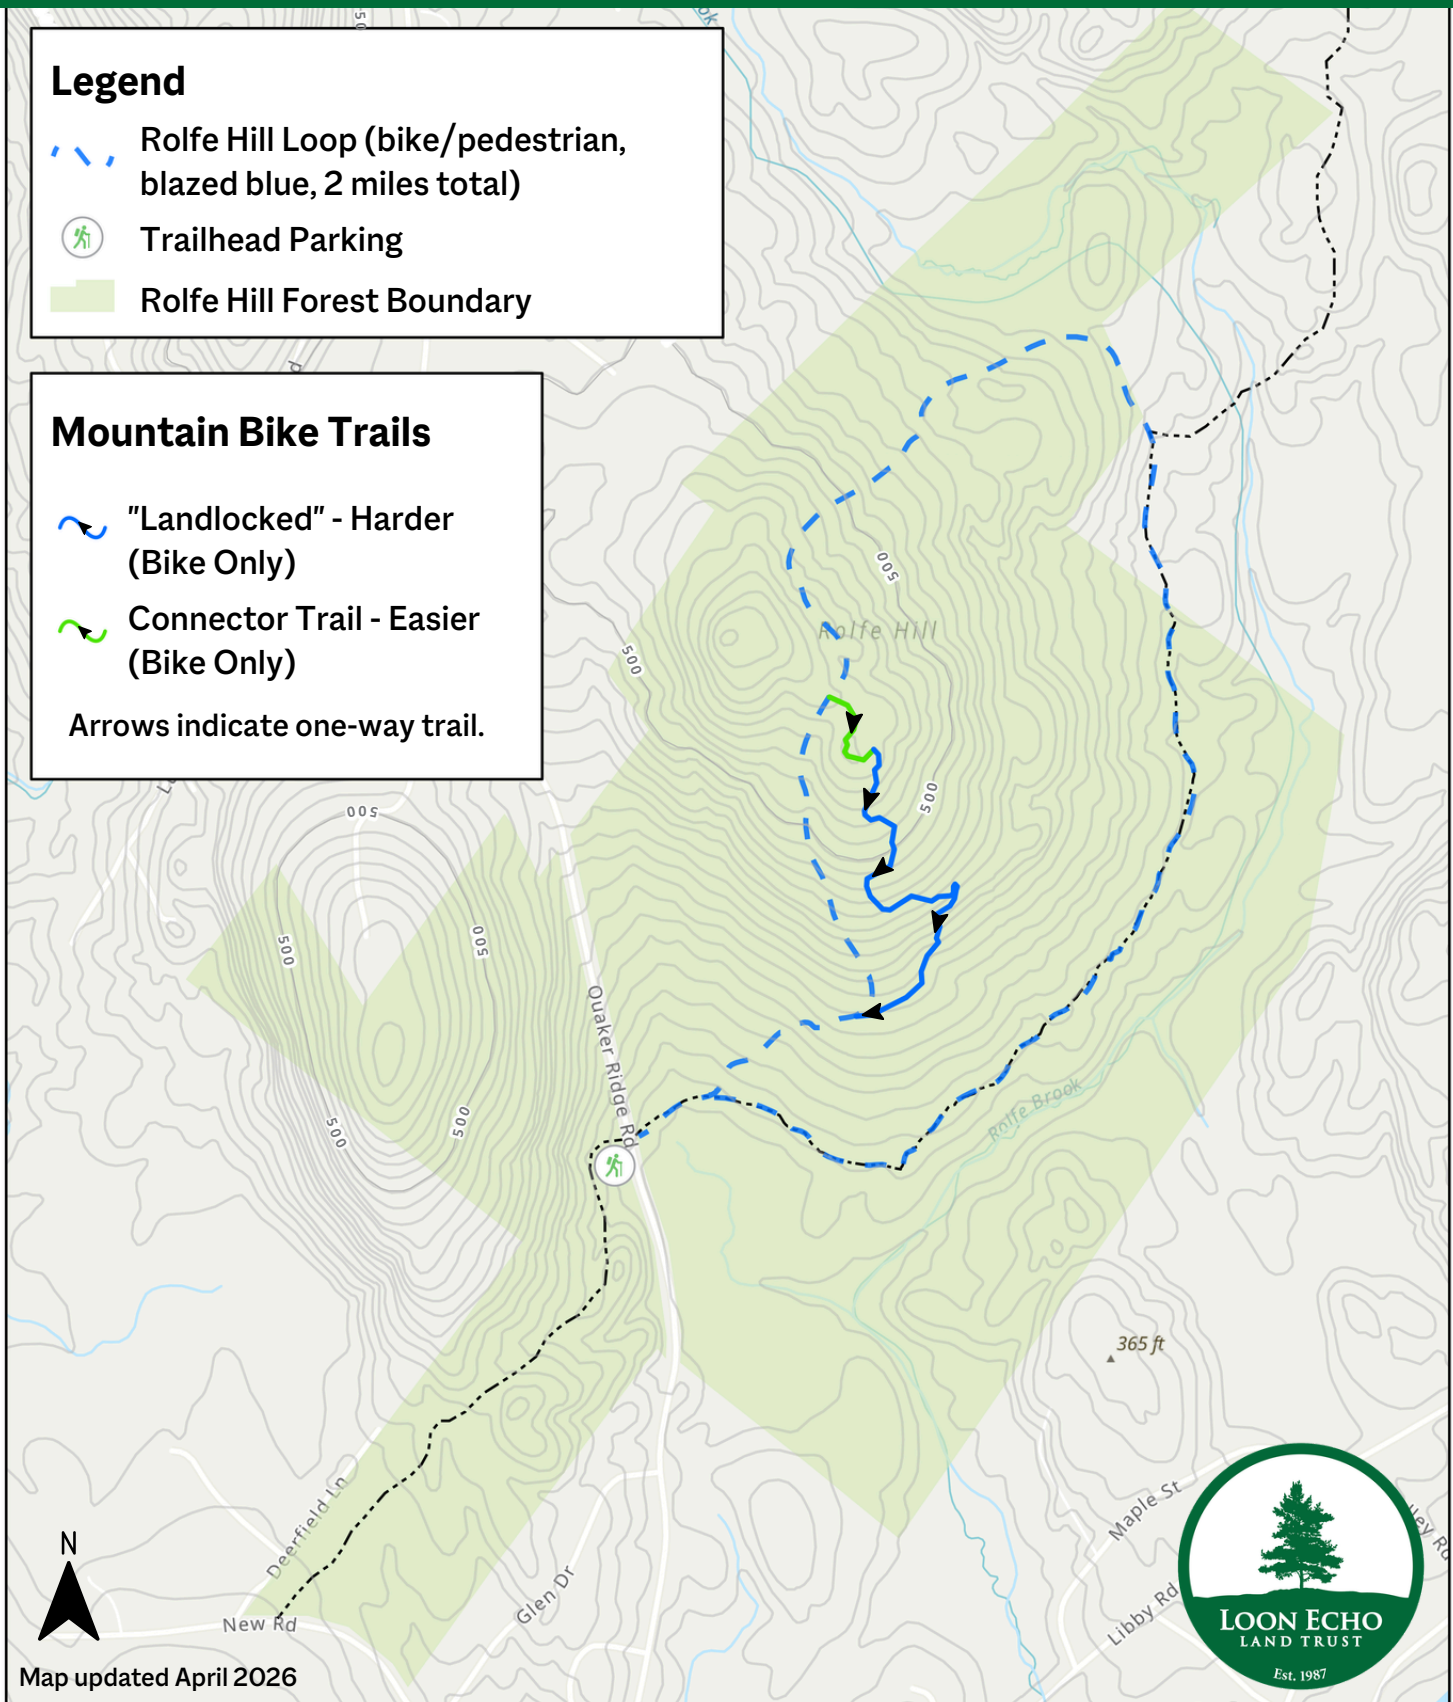 Legend
Rolfe Hill Loop (bike/pedestrian,
blazed blue, 2 miles total)
Trailhead Parking
Rolfe Hill Forest Boundary
Mountain Bike Trails
"Landlocked" - Harder
(Bike Only)
Connector Trail - Easier
(Bike Only)
Arrows indicate one-way trail.
500
Rolfe Hill
500
500
500
500
500
500
500
Quaker Ridge Rd
Rolfe Brook
365 ft
Deerfield Ln
New Rd
Glen Dr
Maple St
Libby Rd
N
Map updated April 2026
LOON ECHO
LAND TRUST
Est. 1987